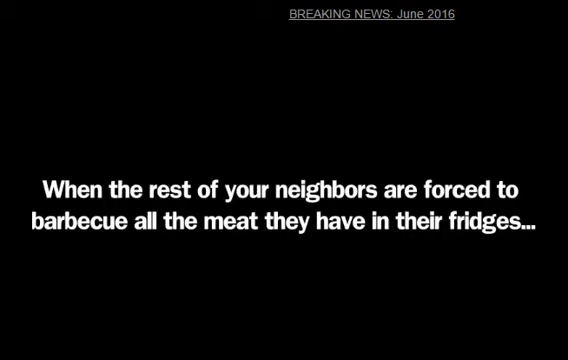 BREAKING NEWS: June 2016
When the rest of your neighbors are forced to
barbecue all the meat they have in their fridges...